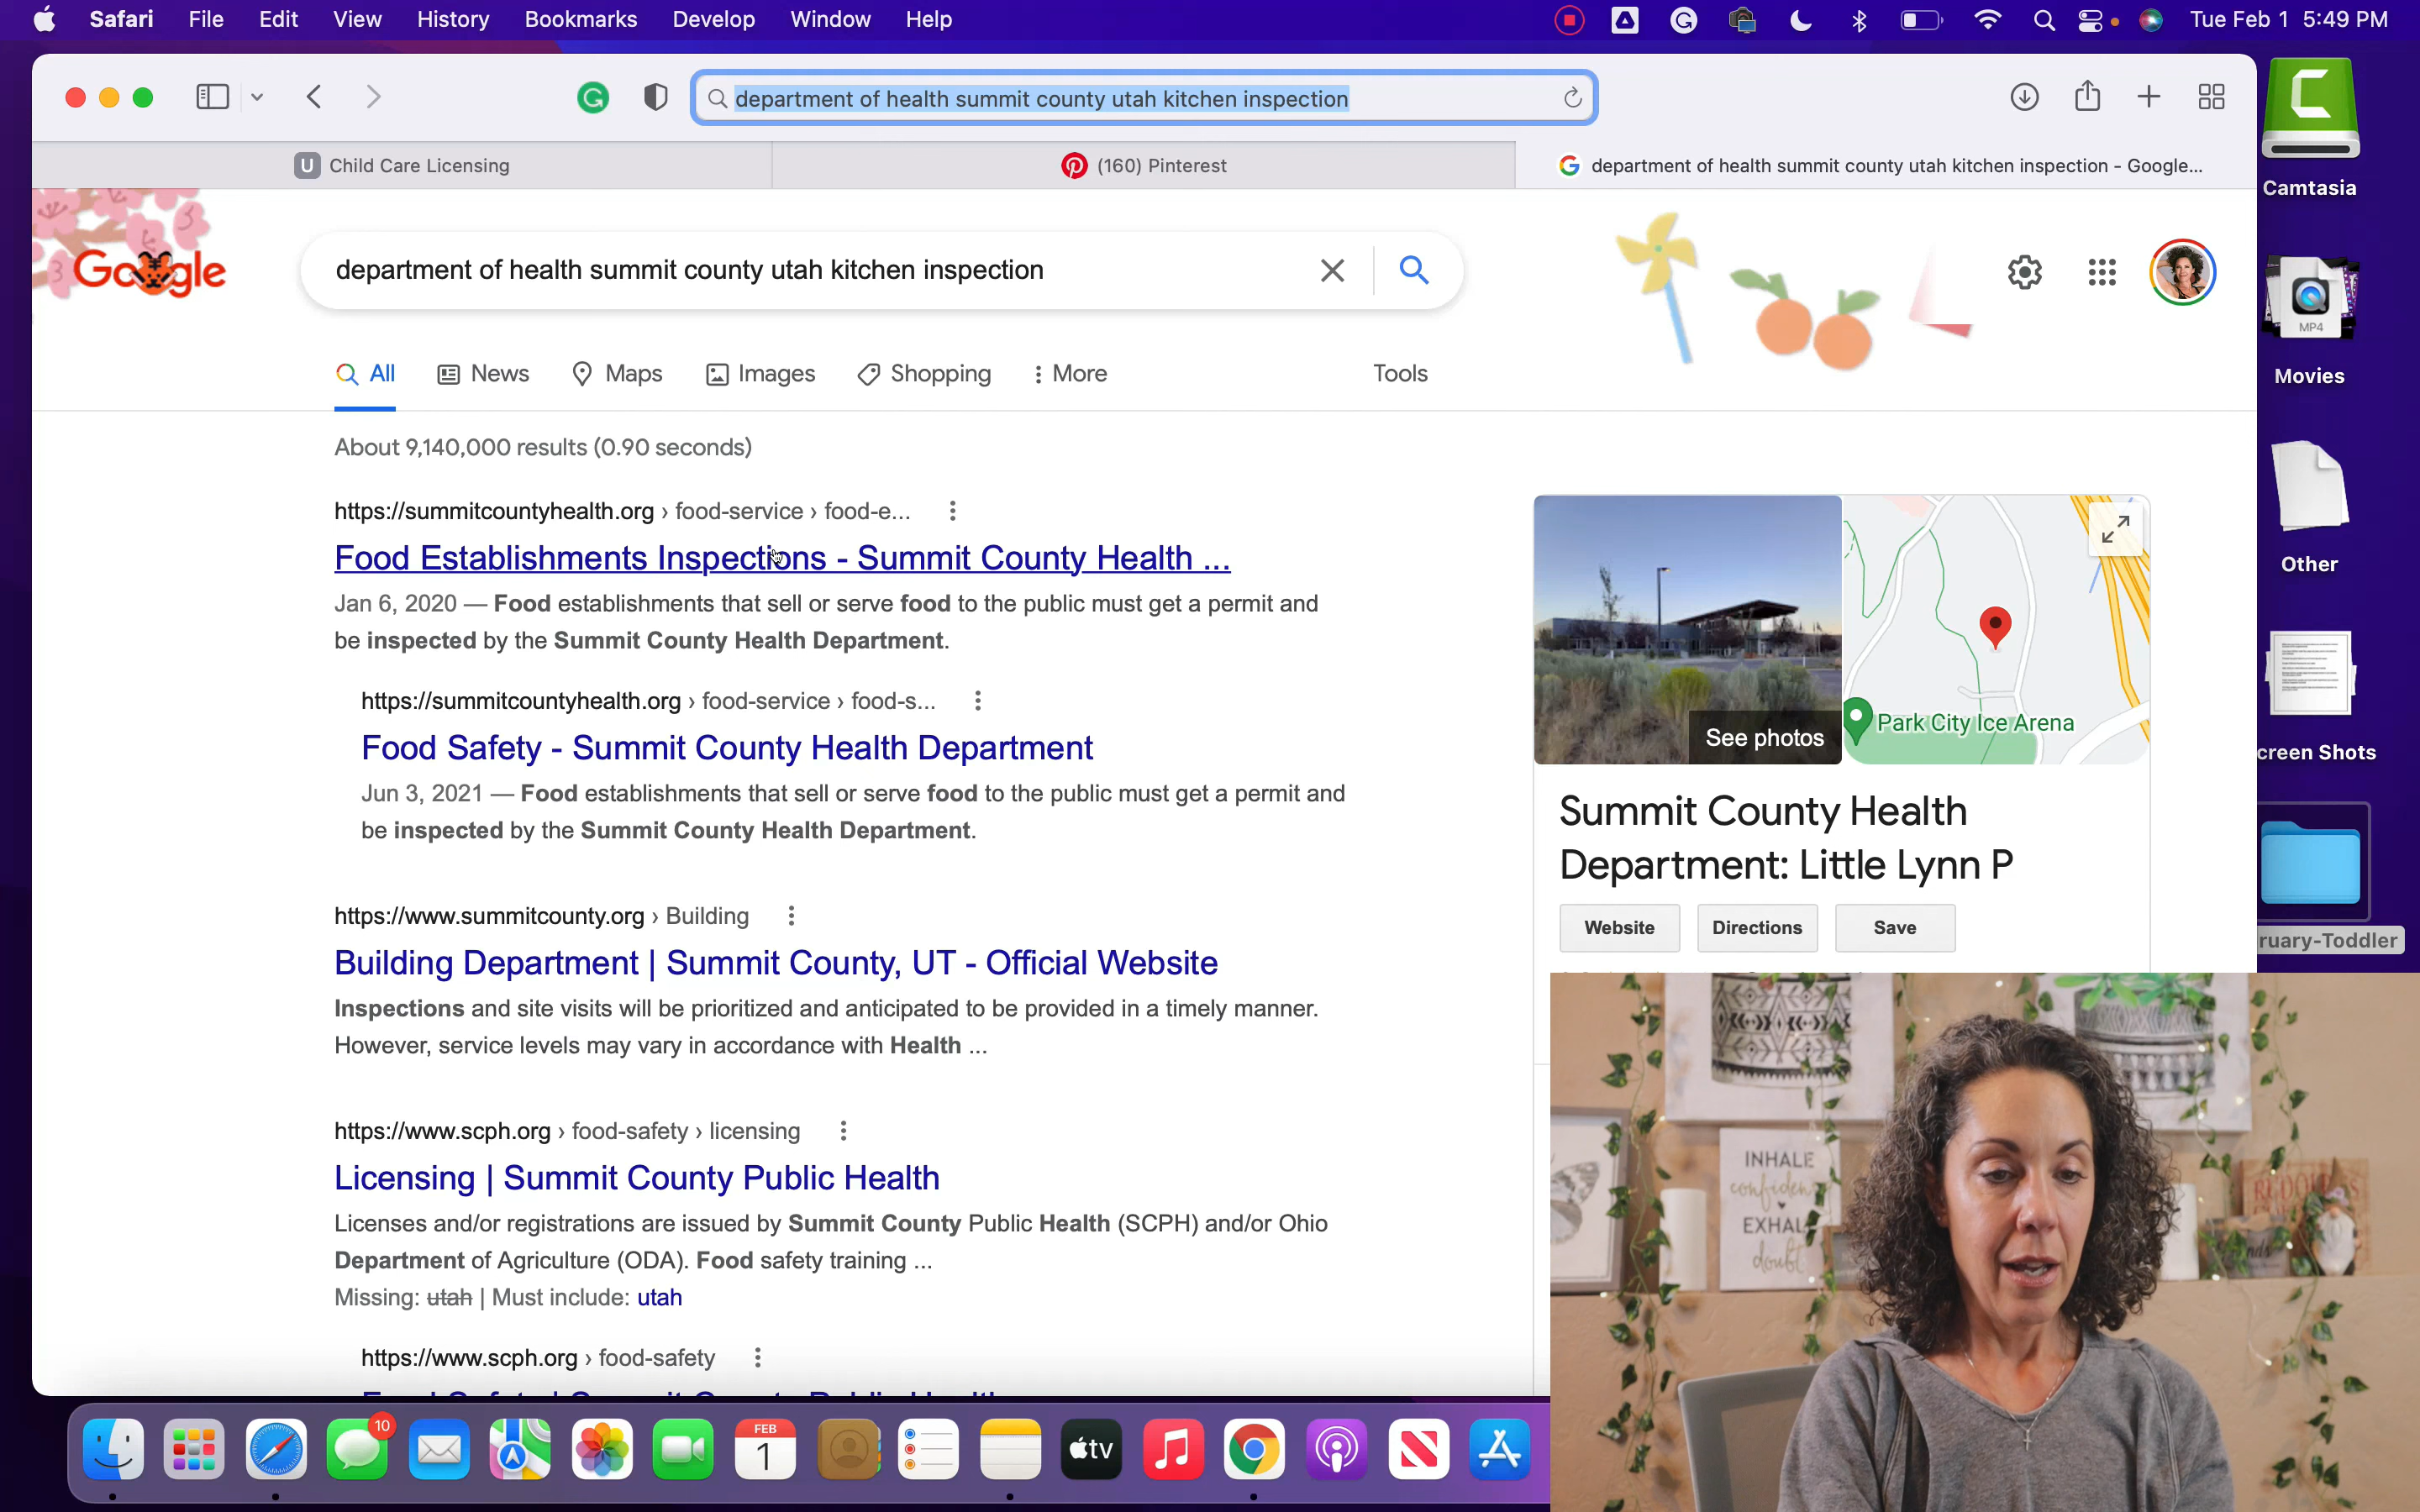 Safari File Edit View History Bookmarks Develop Window Help Tue Feb 1 5:49 PM
department of health summit county utah kitchen inspection
U Child Care Licensing
(160) Pinterest
department of health summit county utah kitchen inspection - Google...
Camtasia
Google
department of health summit county utah kitchen inspection
MP4
Movies
All News Maps Images Shopping More Tools
About 9,140,000 results (0.90 seconds)
https://summitcountyhealth.org › food-service › food-e...
Food Establishments Inspections - Summit County Health ...
Jan 6, 2020 — Food establishments that sell or serve food to the public must get a permit and
be inspected by the Summit County Health Department.
Other
https://summitcountyhealth.org › food-service › food-s...
Food Safety - Summit County Health Department
Jun 3, 2021 — Food establishments that sell or serve food to the public must get a permit and
be inspected by the Summit County Health Department.
See photos
Park City Ice Arena
creen Shots
Summit County Health
Department: Little Lynn P
Website Directions Save
ruary-Toddler
https://www.summitcounty.org › Building
Building Department | Summit County, UT - Official Website
Inspections and site visits will be prioritized and anticipated to be provided in a timely manner.
However, service levels may vary in accordance with Health ...
https://www.scph.org › food-safety › licensing
Licensing | Summit County Public Health
Licenses and/or registrations are issued by Summit County Public Health (SCPH) and/or Ohio
Department of Agriculture (ODA). Food safety training ...
Missing: utah | Must include: utah
https://www.scph.org › food-safety
INHALE
confidence
EXHALE
doubt
10
FEB
1
tv